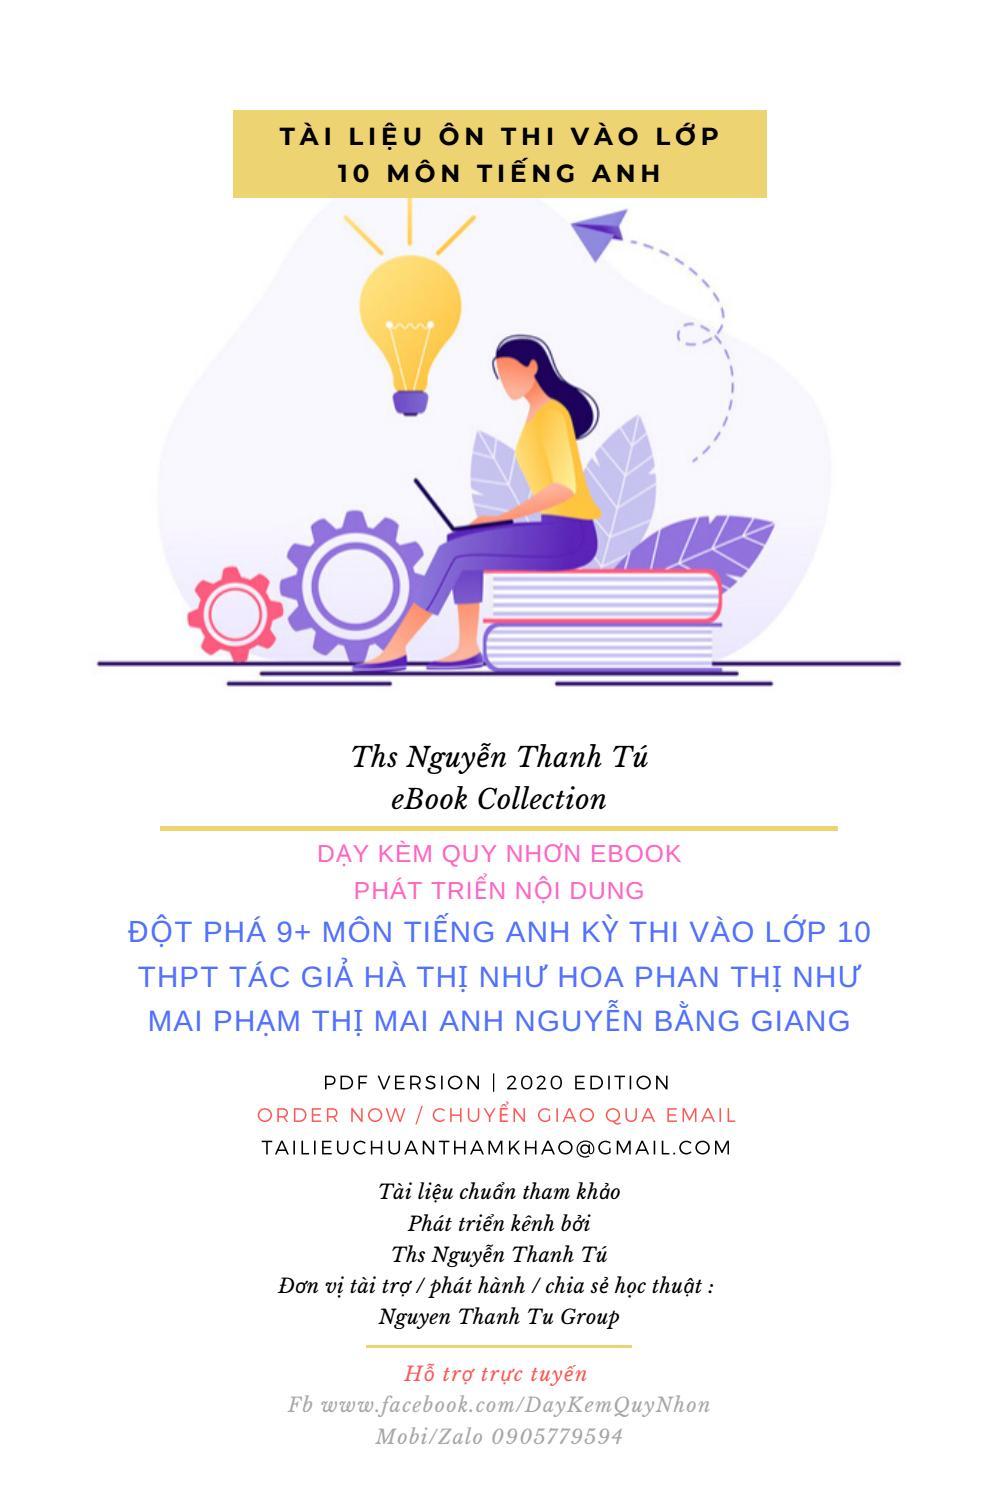 TÀI LIỆU ÔN THI VÀO LỚP
10 MÔN TIẾNG ANH
Ths Nguyễn Thanh Tú
eBook Collection
DẠY KÈM QUY NHƠN EBOOK
PHÁT TRIỂN NỘI DUNG
ĐỘT PHÁ 9+ MÔN TIẾNG ANH KỲ THI VÀO LỚP 10
THPT TÁC GIẢ HÀ THỊ NHƯ HOA PHAN THỊ NHƯ
MAI PHẠM THỊ MAI ANH NGUYỄN BẰNG GIANG
PDF VERSION | 2020 EDITION
ORDER NOW / CHUYỂN GIAO QUA EMAIL
TAILIEUCHUANTHAMKHAO@GMAIL.COM
Tài liệu chuẩn tham khảo
Phát triển kênh bởi
Ths Nguyễn Thanh Tú
Đơn vị tài trợ / phát hành / chia sẻ học thuật :
Nguyen Thanh Tu Group
Hỗ trợ trực tuyến
Fb www.facebook.com/DayKemQuyNhon
Mobi/Zalo 0905779594